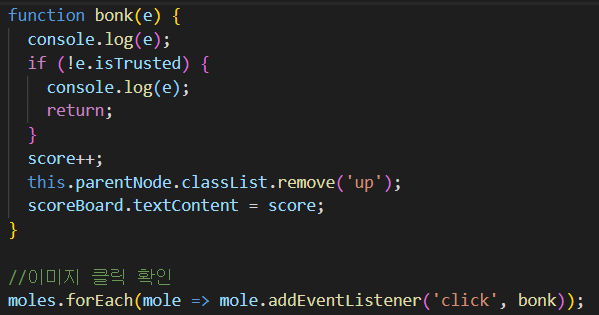 function bonk(e) {
  console.log(e);
  if (!e.isTrusted) {
    console.log(e);
    return;
  }
  score++;
  this.parentNode.classList.remove('up');
  scoreBoard.textContent = score;
}

//이미지 클릭 확인
moles.forEach(mole => mole.addEventListener('click', bonk));